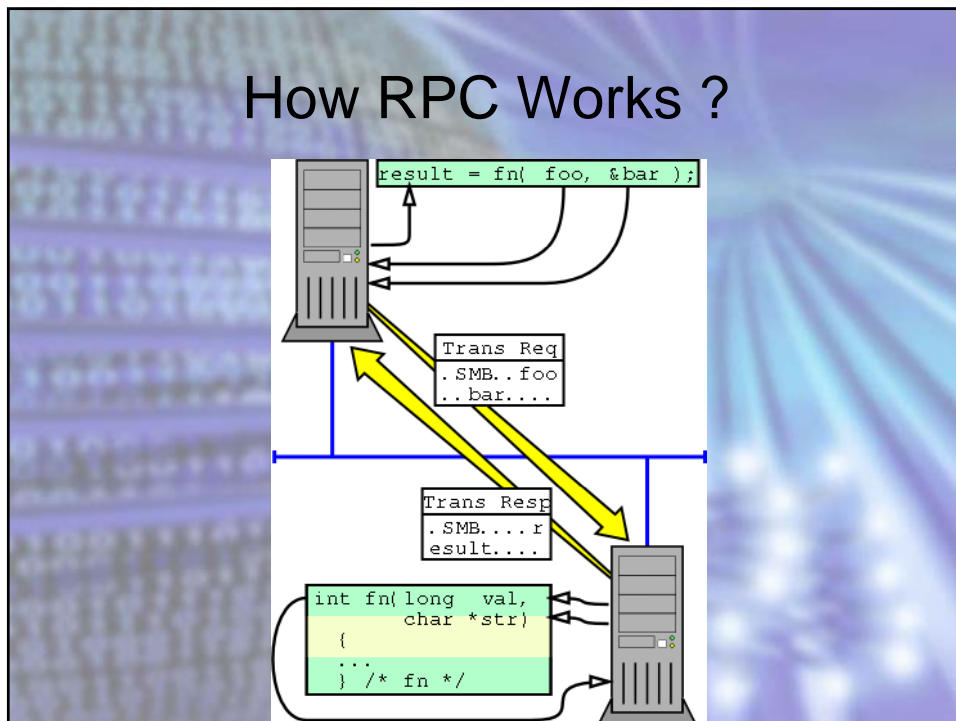 How RPC Works ?
result = fn( foo, &bar );
Trans Req
.SMB..foo
..bar....
Trans Resp
.SMB....r
esult....
int fn( long val,
char *str)
{
...
} /* fn */